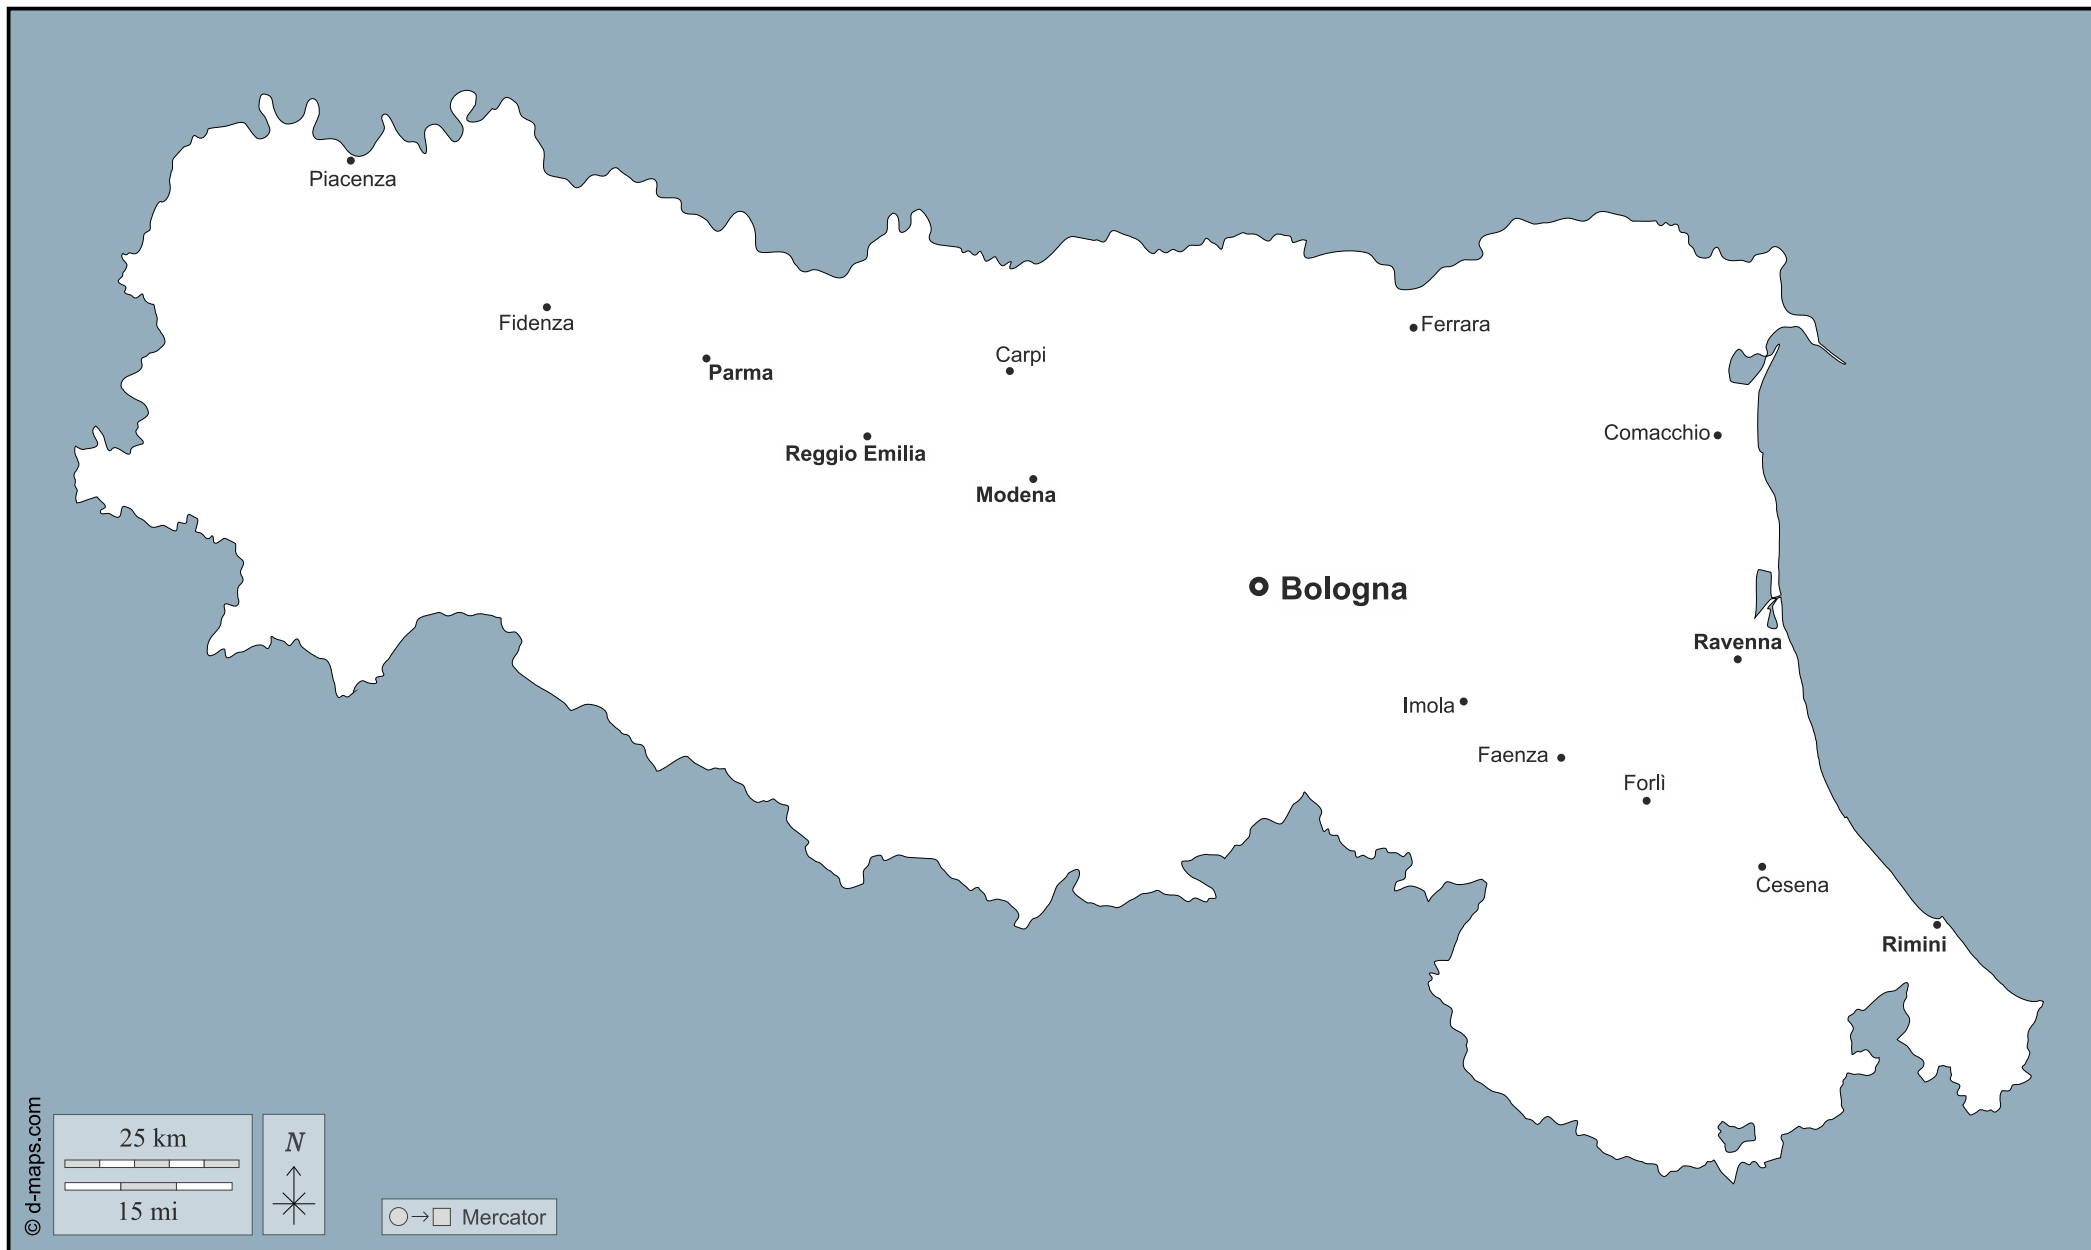 Piacenza
Fidenza
Parma
Carpi
Ferrara
Reggio Emilia
Comacchio
Modena
Bologna
Ravenna
Imola
Faenza
Forlì
Cesena
Rimini
© d-maps.com
25 km
15 mi
N
Mercator